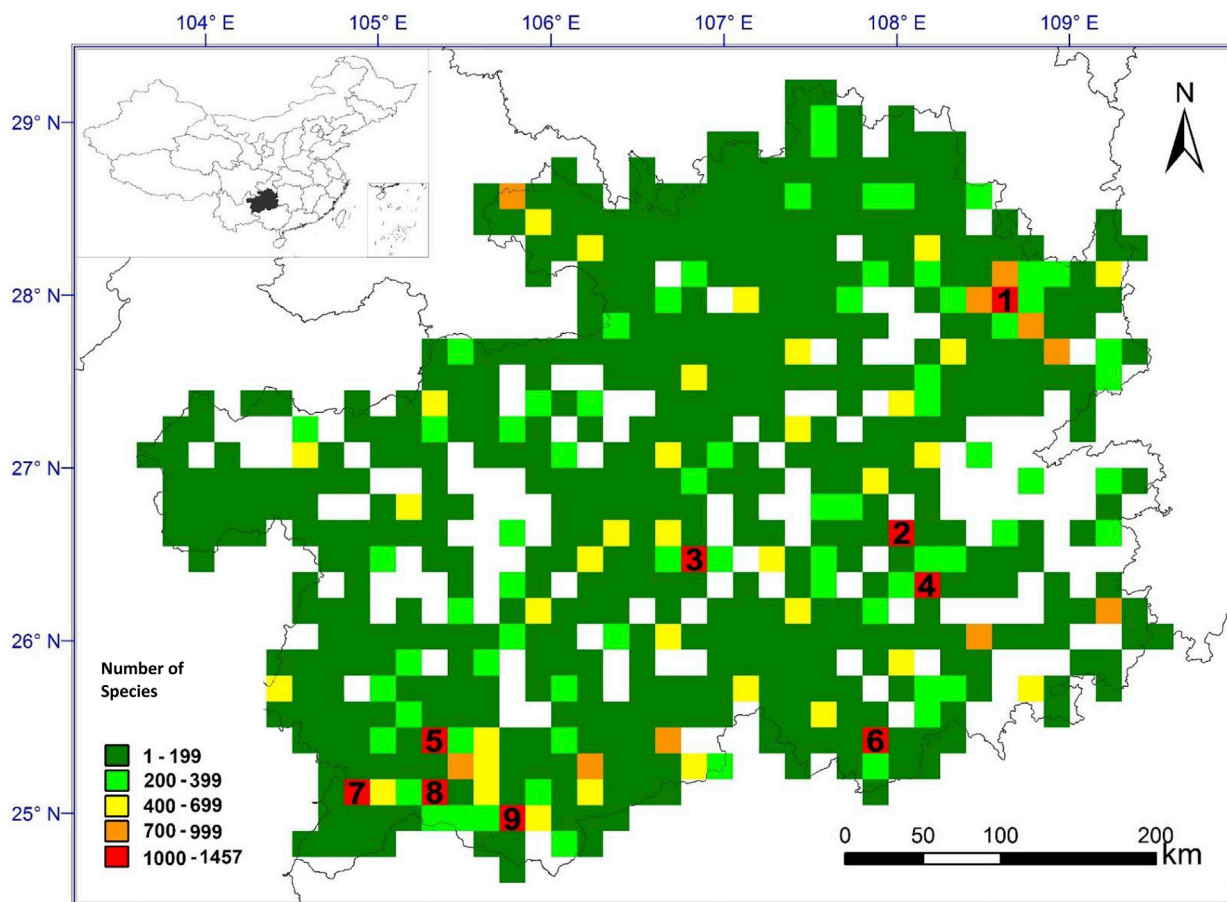 104° E 105° E 106° E 107° E 108° E 109° E
N
29° N
28° N
1
27° N
2
3
4
26° N
Number of
Species
5
6
1 - 199
200 - 399
7
8
400 - 699
25° N
9
700 - 999
0 50 100 200
1000 - 1457
km